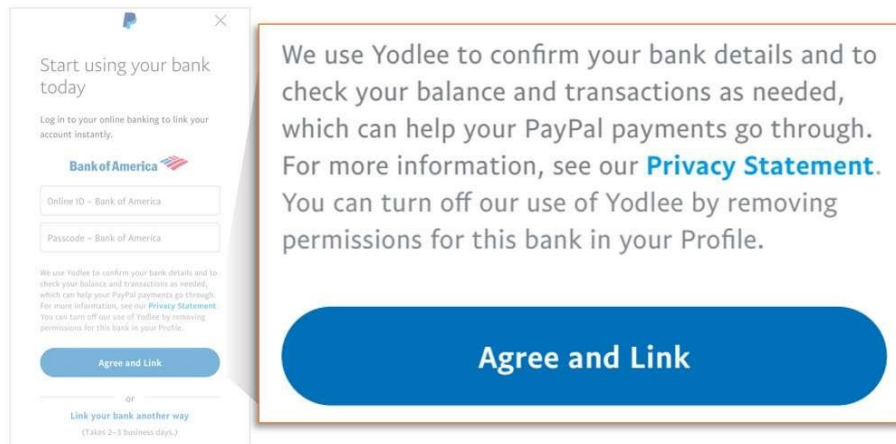 Start using your bank
today
Log in to your online banking to link your
account instantly.
Bank of America
Online ID – Bank of America
Passcode – Bank of America
We use Yodlee to confirm your bank details and to
check your balance and transactions as needed,
which can help your PayPal payments go through.
For more information, see our Privacy Statement.
You can turn off our use of Yodlee by removing
permissions for this bank in your Profile.
Agree and Link
or
Link your bank another way
(Takes 2–3 business days.)
We use Yodlee to confirm your bank details and to
check your balance and transactions as needed,
which can help your PayPal payments go through.
For more information, see our Privacy Statement.
You can turn off our use of Yodlee by removing
permissions for this bank in your Profile.
Agree and Link